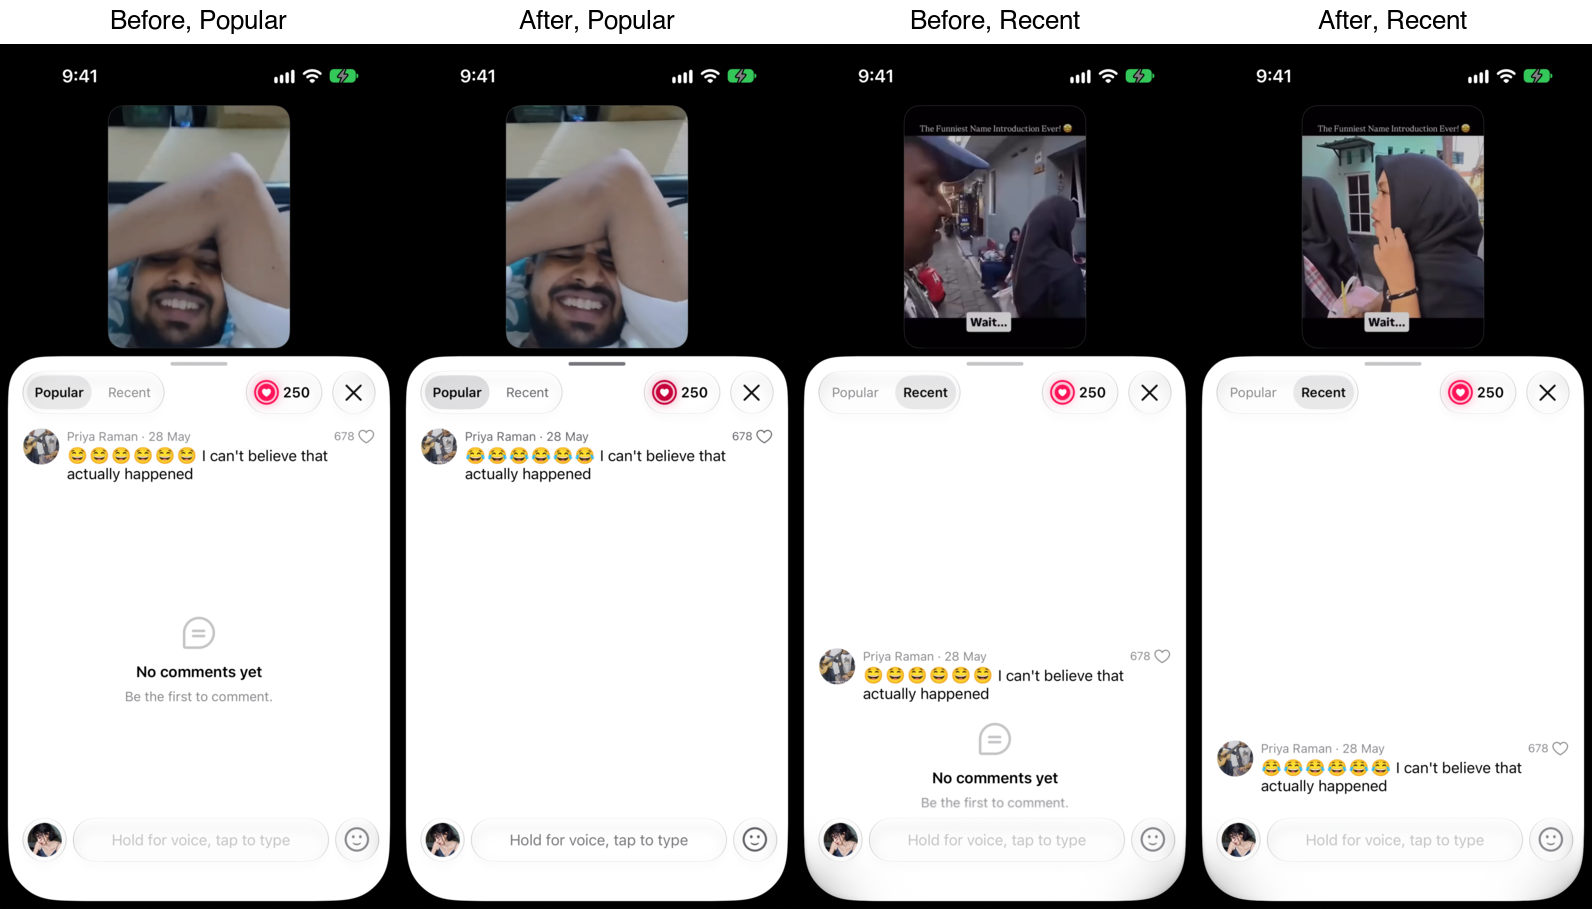 Before, Popular
After, Popular
Before, Recent
After, Recent
9:41
9:41
9:41
9:41
The Funniest Name Introduction Ever! 🤩
Wait...
The Funniest Name Introduction Ever! 🤩
Wait...
Popular Recent 250
Priya Raman · 28 May 678
😄😄😄😄😄😄 I can't believe that
actually happened
No comments yet
Be the first to comment.
Hold for voice, tap to type
Popular Recent 250
Priya Raman · 28 May 678
😂😂😂😂😂😂 I can't believe that
actually happened
Hold for voice, tap to type
Popular Recent 250
Priya Raman · 28 May 678
😄😄😄😄😄😄 I can't believe that
actually happened
No comments yet
Be the first to comment.
Hold for voice, tap to type
Popular Recent 250
Priya Raman · 28 May 678
😂😂😂😂😂😂 I can't believe that
actually happened
Hold for voice, tap to type